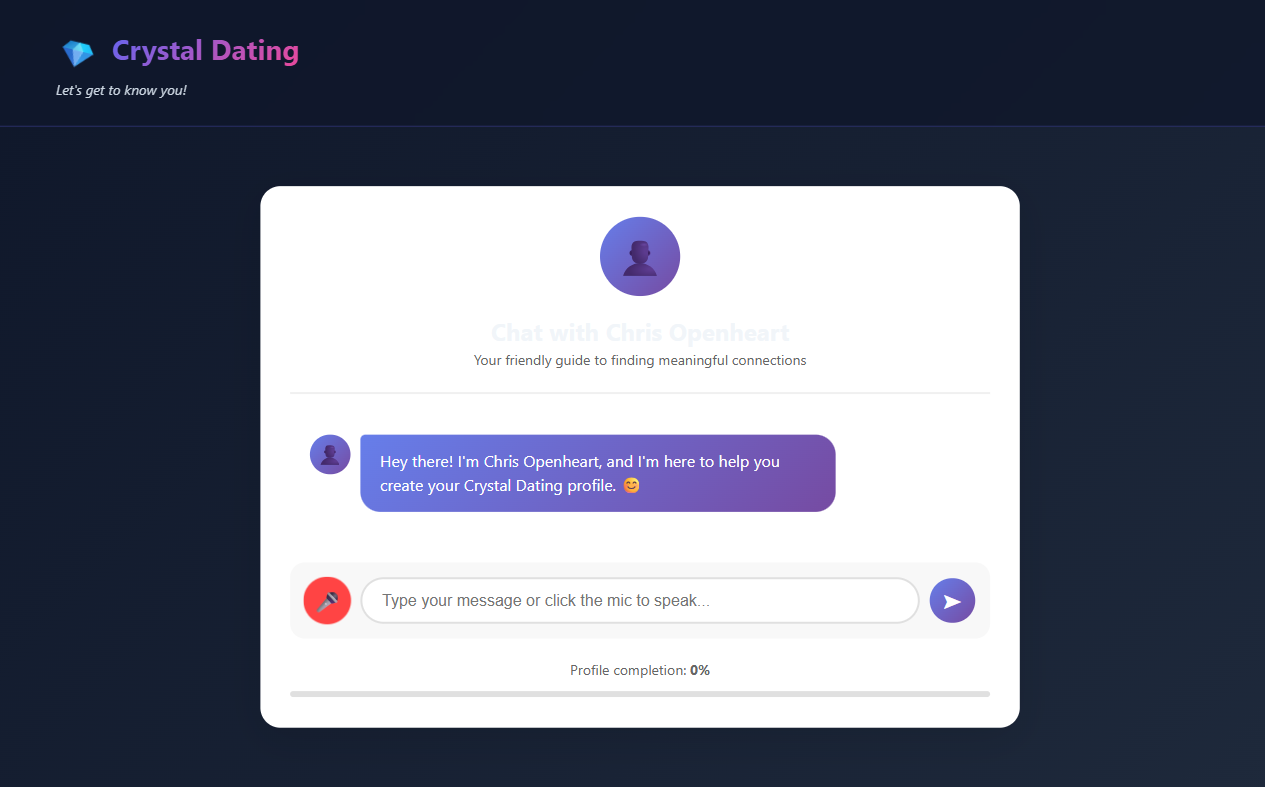 Crystal Dating
Let's get to know you!
Chat with Chris Openheart
Your friendly guide to finding meaningful connections
Hey there! I'm Chris Openheart, and I'm here to help you
create your Crystal Dating profile. 😊
Type your message or click the mic to speak...
Profile completion: 0%